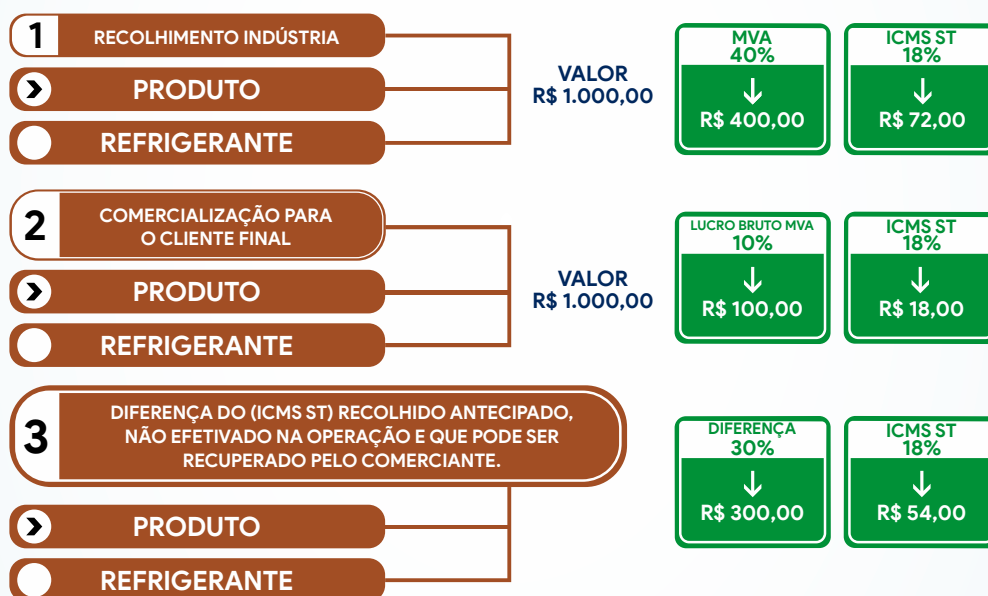 1
RECOLHIMENTO INDÚSTRIA
PRODUTO
REFRIGERANTE
VALOR
R$ 1.000,00
MVA
40%
R$ 400,00
ICMS ST
18%
R$ 72,00
2
COMERCIALIZAÇÃO PARA
O CLIENTE FINAL
PRODUTO
REFRIGERANTE
VALOR
R$ 1.000,00
LUCRO BRUTO MVA
10%
R$ 100,00
ICMS ST
18%
R$ 18,00
3
DIFERENÇA DO (ICMS ST) RECOLHIDO ANTECIPADO,
NÃO EFETIVADO NA OPERAÇÃO E QUE PODE SER
RECUPERADO PELO COMERCIANTE.
PRODUTO
REFRIGERANTE
DIFERENÇA
30%
R$ 300,00
ICMS ST
18%
R$ 54,00